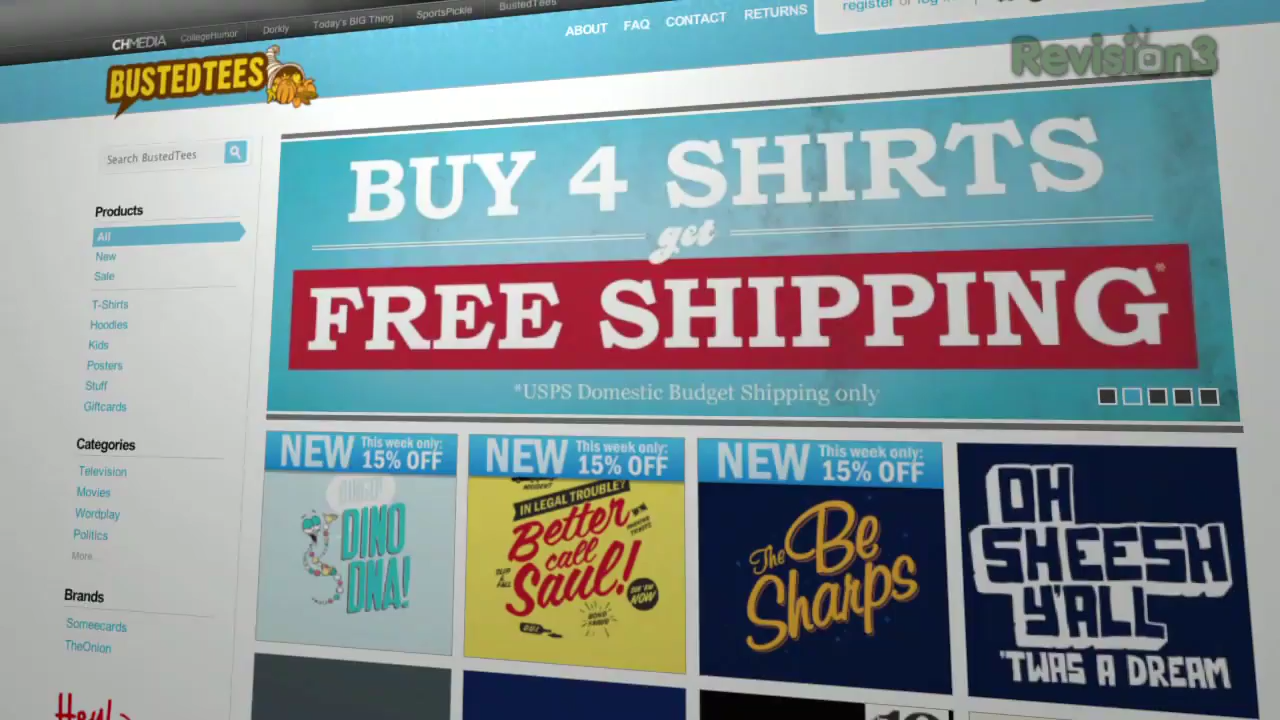 CHMEDIA CollegeHumor Dorkly Today's BIG Thing SportsPickle BustedTees
ABOUT FAQ CONTACT RETURNS
register or
Revision3
BUSTEDTEES
Search BustedTees
Products
All
New
Sale
T-Shirts
Hoodies
Kids
Posters
Stuff
Giftcards
Categories
Television
Movies
Wordplay
Politics
More...
Brands
Someecards
TheOnion
Hey!
BUY 4 SHIRTS
get
FREE SHIPPING*
*USPS Domestic Budget Shipping only
NEW This week only:
15% OFF
DINO
DNA!
NEW This week only:
15% OFF
IN LEGAL TROUBLE?
Better
call
Saul!
NEW This week only:
15% OFF
The Be
Sharps
OH
SHEESH
Y'ALL
'TWAS A DREAM